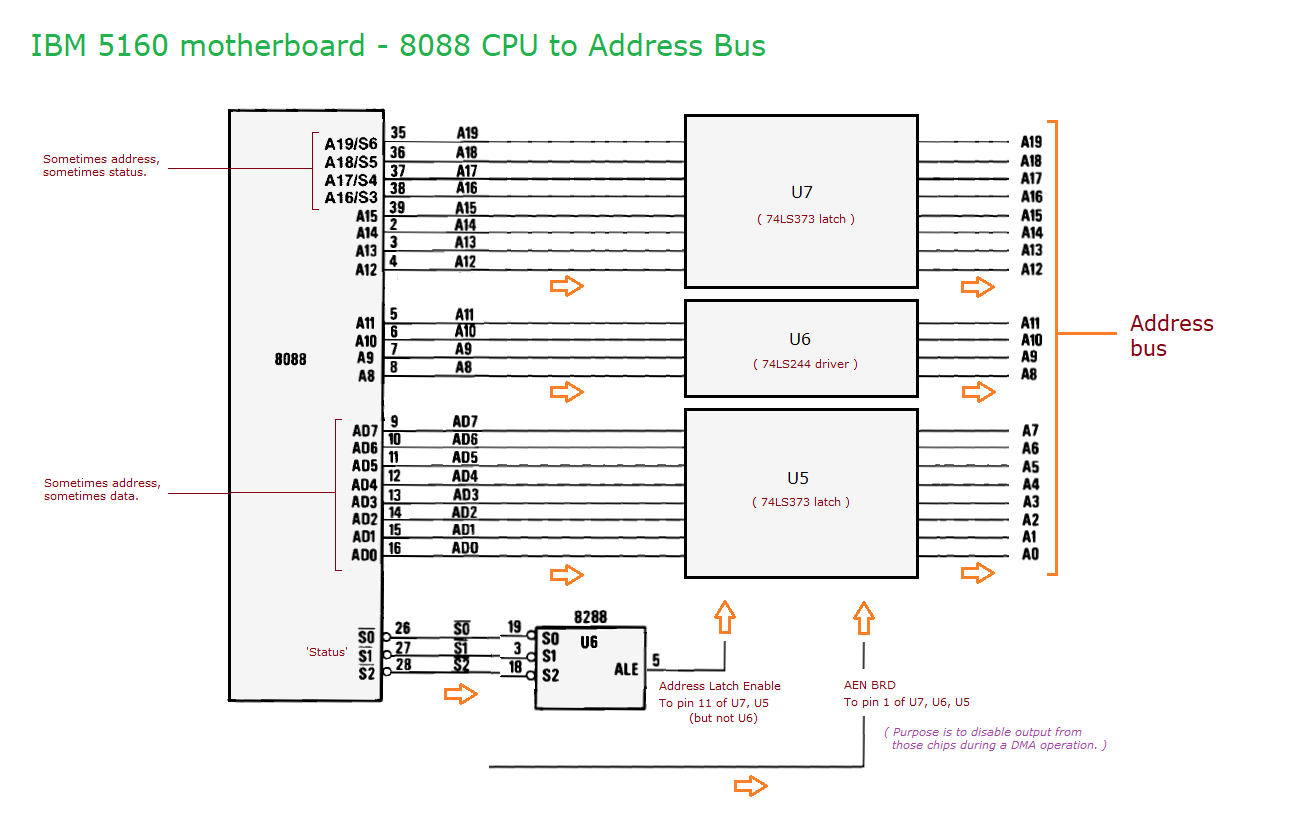 IBM 5160 motherboard - 8088 CPU to Address Bus
Sometimes address,
sometimes status.
A19/S6 35 A19
A18/S5 36 A18
A17/S4 37 A17
A16/S3 38 A16
A15 39 A15
A14 2 A14
A13 3 A13
A12 4 A12
U7
( 74LS373 latch )
A19
A18
A17
A16
A15
A14
A13
A12
8088
A11 5 A11
A10 6 A10
A9 7 A9
A8 8 A8
U6
( 74LS244 driver )
A11
A10
A9
A8
Address
bus
Sometimes address,
sometimes data.
AD7 9 AD7
AD6 10 AD6
AD5 11 AD5
AD4 12 AD4
AD3 13 AD3
AD2 14 AD2
AD1 15 AD1
AD0 16 AD0
U5
( 74LS373 latch )
A7
A6
A5
A4
A3
A2
A1
A0
'Status'
S0 26 S0 19 S0
S1 27 S1 3 S1
S2 28 S2 18 S2
8288
U6
ALE 5
Address Latch Enable
To pin 11 of U7, U5
(but not U6)
AEN BRD
To pin 1 of U7, U6, U5
( Purpose is to disable output from
those chips during a DMA operation. )